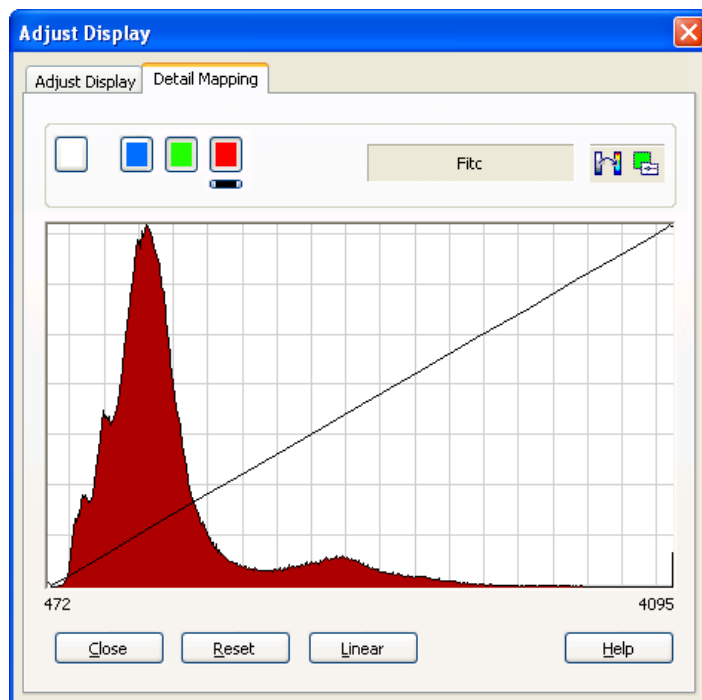 Adjust Display
Adjust Display Detail Mapping
Fitc
472 4095
Close Reset Linear Help